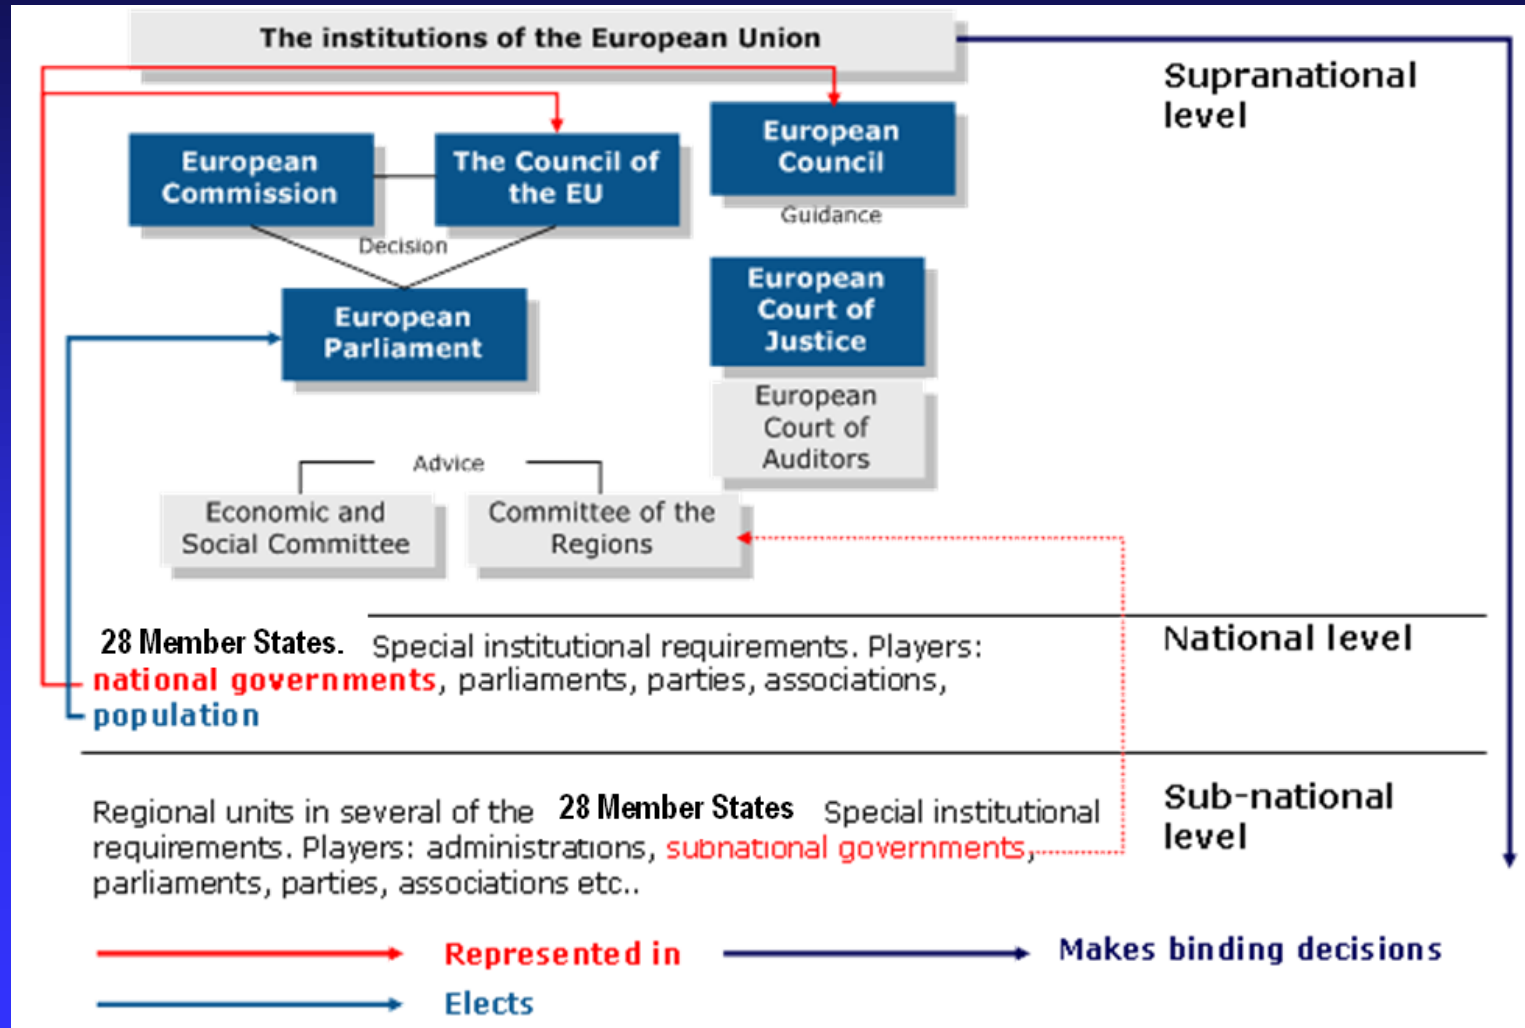 The institutions of the European Union
Supranational
level
European
Commission
The Council of
the EU
European
Council
Guidance
Decision
European
Parliament
European
Court of
Justice
European
Court of
Auditors
Advice
Economic and
Social Committee
Committee of the
Regions
National level
28 Member States. Special institutional requirements. Players:
national governments, parliaments, parties, associations,
population
Sub-national
level
Regional units in several of the 28 Member States Special institutional
requirements. Players: administrations, subnational governments,
parliaments, parties, associations etc..
Represented in
Makes binding decisions
Elects